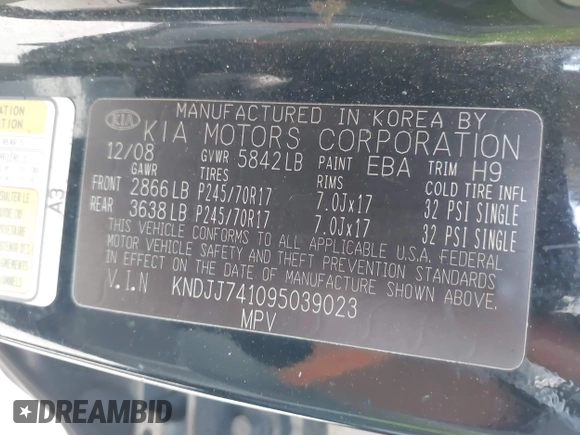 MANUFACTURED IN KOREA BY
KIA KIA MOTORS CORPORATION
12/08 GVWR 5842LB PAINT EBA TRIM H9
GAWR TIRES RIMS COLD TIRE INFL
FRONT 2866LB P245/70R17 7.0Jx17 32 PSI SINGLE
REAR 3638LB P245/70R17 7.0Jx17 32 PSI SINGLE
THIS VEHICLE CONFORMS TO ALL APPLICABLE U.S.A. FEDERAL
MOTOR VEHICLE SAFETY AND THEFT PREVENTION STANDARDS
IN EFFECT ON THE DATE OF MANUFACTURE SHOWN ABOVE.
V.I.N KNDJJ741095039023
MPV
A3
DREAMBID